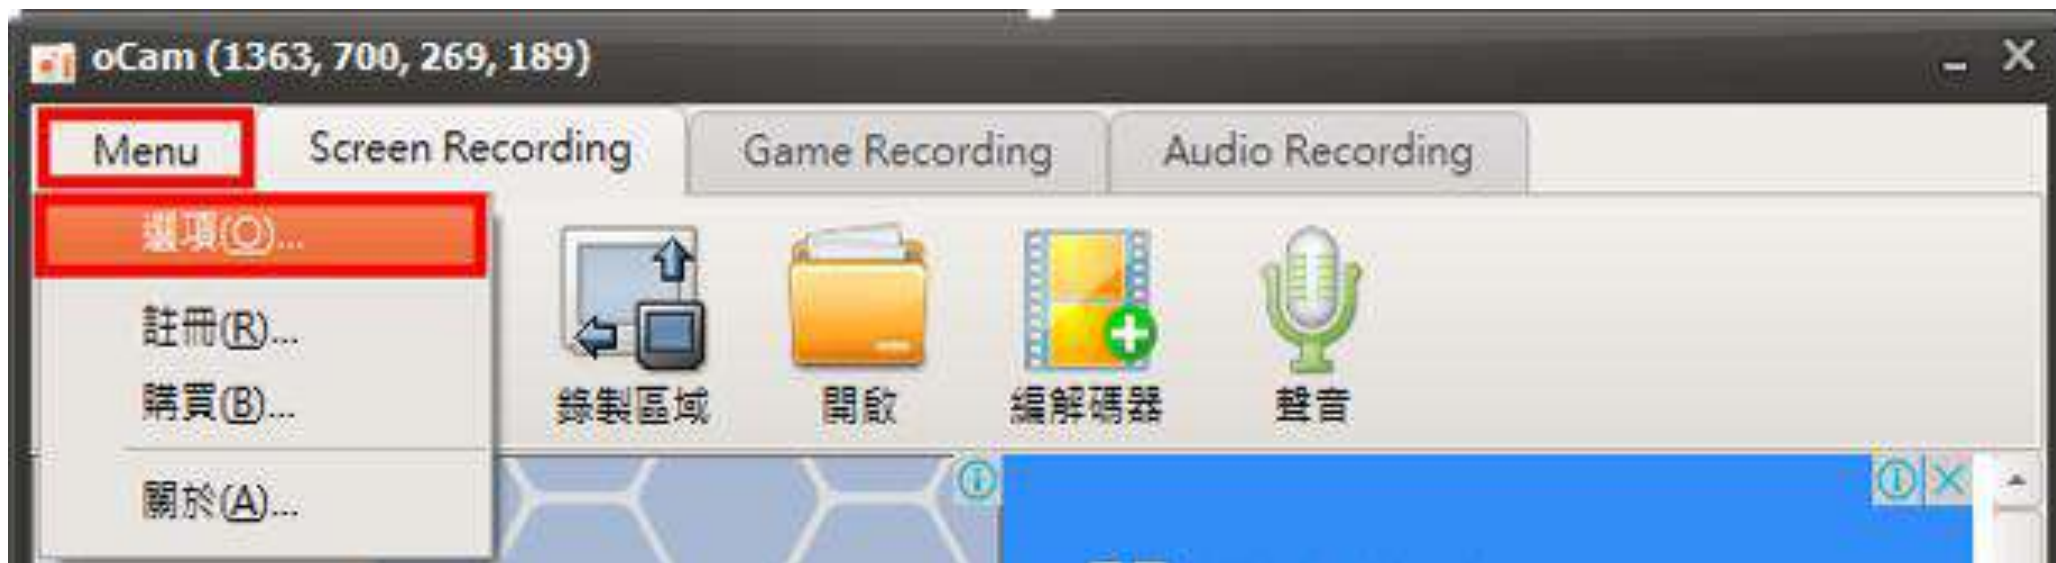 oCam (1363, 700, 269, 189)
Menu Screen Recording Game Recording Audio Recording
選項(O)...
註冊(R)...
購買(B)...
關於(A)...
錄製區域 開啟 編解碼器 聲音